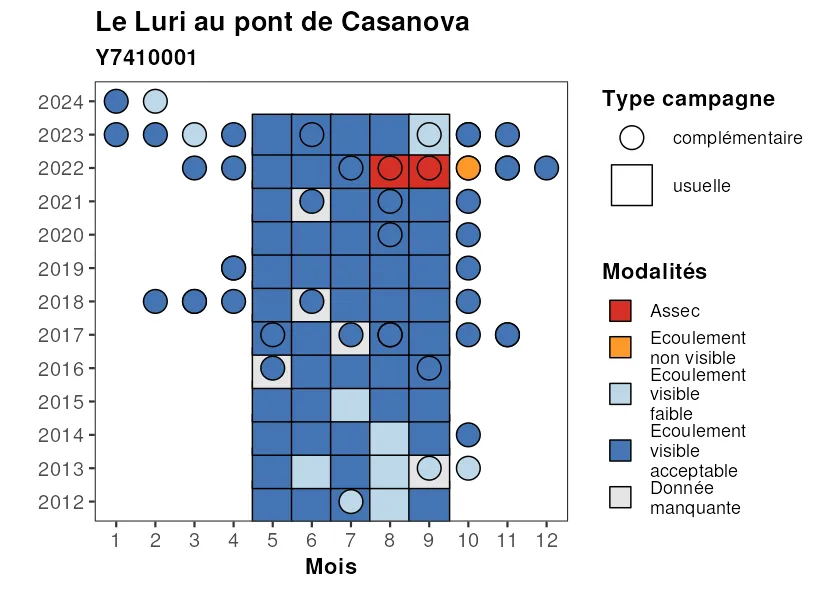 Le Luri au pont de Casanova
Y7410001
2024
2023
2022
2021
2020
2019
2018
2017
2016
2015
2014
2013
2012
1 2 3 4 5 6 7 8 9 10 11 12
Mois
Type campagne
complémentaire
usuelle
Modalités
Assec
Ecoulement
non visible
Ecoulement
visible
faible
Ecoulement
visible
acceptable
Donnée
manquante